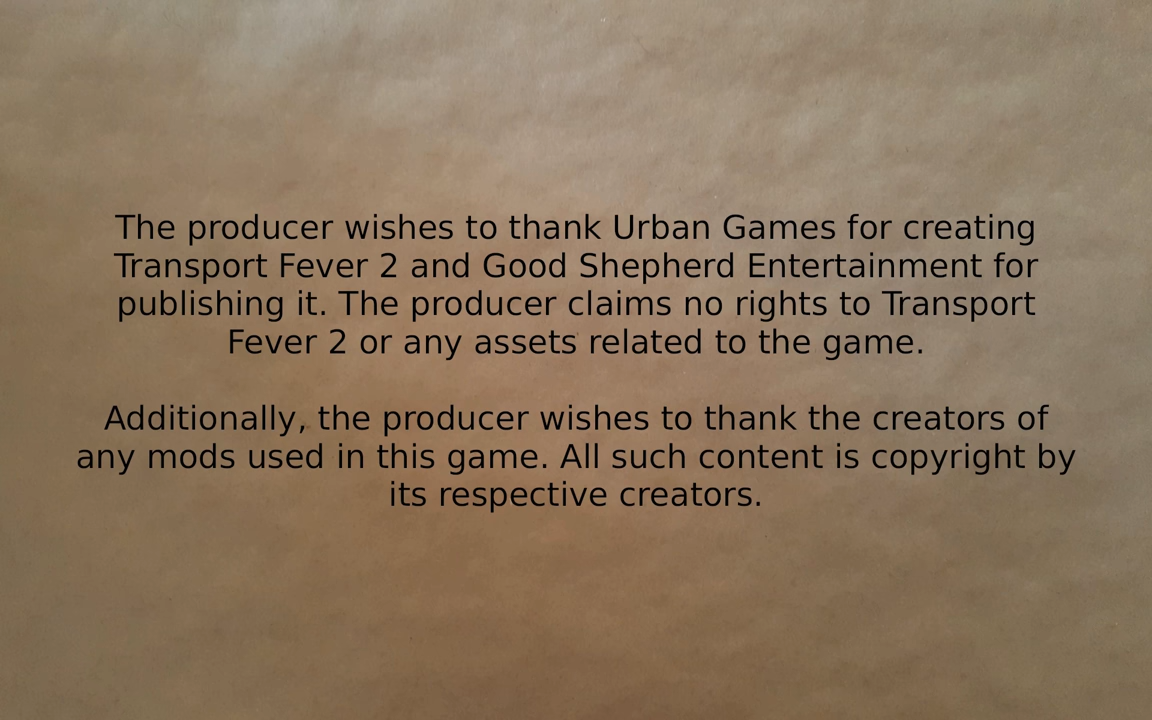 The producer wishes to thank Urban Games for creating
Transport Fever 2 and Good Shepherd Entertainment for
publishing it. The producer claims no rights to Transport
Fever 2 or any assets related to the game.
Additionally, the producer wishes to thank the creators of
any mods used in this game. All such content is copyright by
its respective creators.